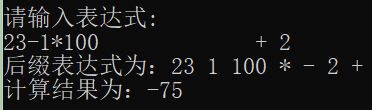 请输入表达式:
23-1*100               + 2
后缀表达式为：23 1 100 * - 2 +
计算结果为：-75